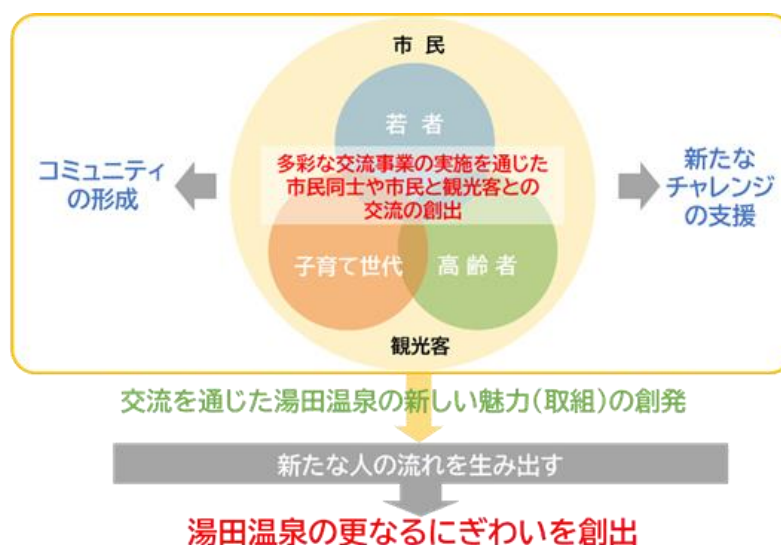 市 民
若 者
多彩な交流事業の実施を通じた
市民同士や市民と観光客との
交流の創出
コミュニティ
の形成
新たな
チャレンジ
の支援
子育て世代
高 齢 者
観光客
交流を通じた湯田温泉の新しい魅力(取組)の創発
新たな人の流れを生み出す
湯田温泉の更なるにぎわいを創出